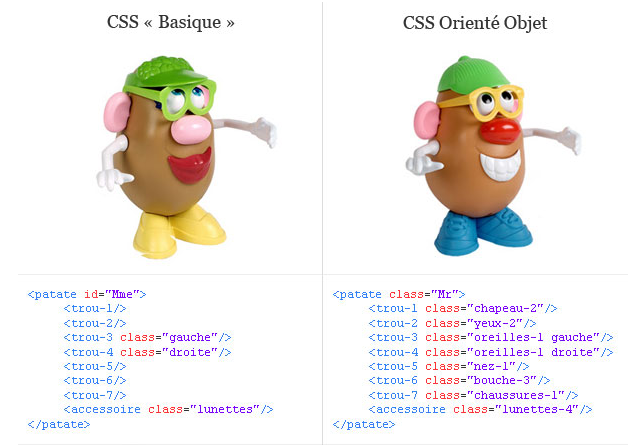 CSS « Basique »
<patate id="Mme">
<trou-1/>
<trou-2/>
<trou-3 class="gauche"/>
<trou-4 class="droite"/>
<trou-5/>
<trou-6/>
<trou-7/>
<accessoire class="lunettes"/>
</patate>
CSS Orienté Objet
<patate class="Mr">
<trou-1 class="chapeau-2"/>
<trou-2 class="yeux-2"/>
<trou-3 class="oreilles-1 gauche"/>
<trou-4 class="oreilles-1 droite"/>
<trou-5 class="nez-1"/>
<trou-6 class="bouche-3"/>
<trou-7 class="chaussures-1"/>
<accessoire class="lunettes-4"/>
</patate>